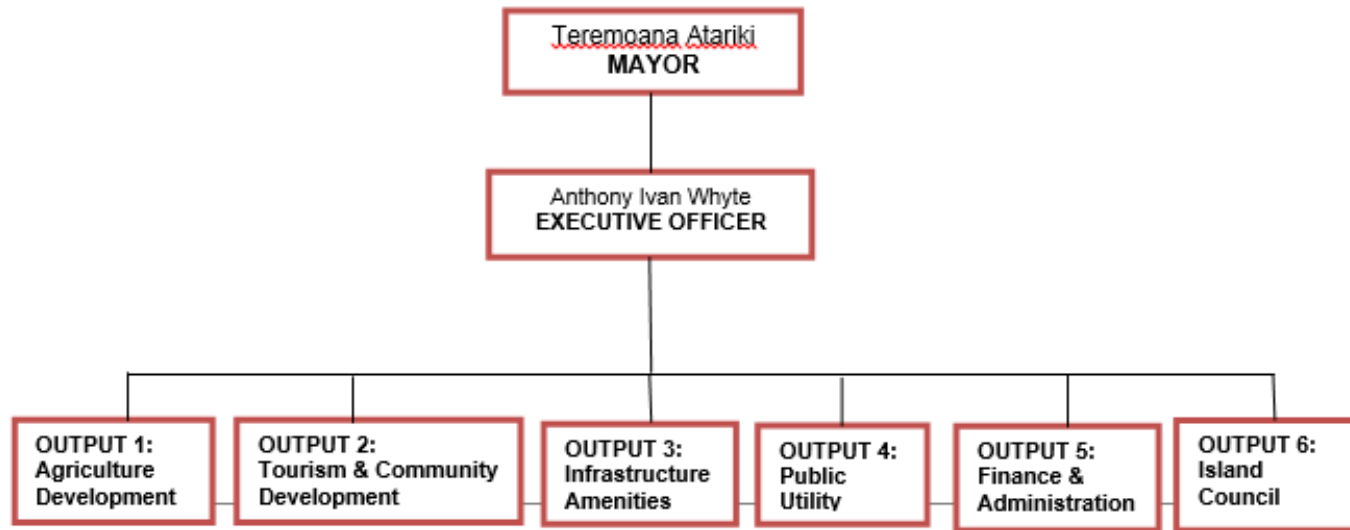 Teremoana Atariki
MAYOR
Anthony Ivan Whyte
EXECUTIVE OFFICER
OUTPUT 1:
Agriculture
Development
OUTPUT 2:
Tourism & Community
Development
OUTPUT 3:
Infrastructure
Amenities
OUTPUT 4:
Public
Utility
OUTPUT 5:
Finance &
Administration
OUTPUT 6:
Island
Council